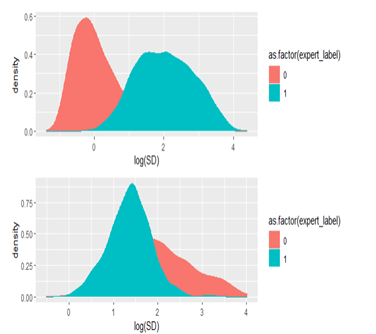 0.6
0.4
0.2
0.0
density
0 2 4
log(SD)
as.factor(expert_label)
0
1
0.75
0.50
0.25
0.00
density
0 1 2 3 4
log(SD)
as.factor(expert_label)
0
1